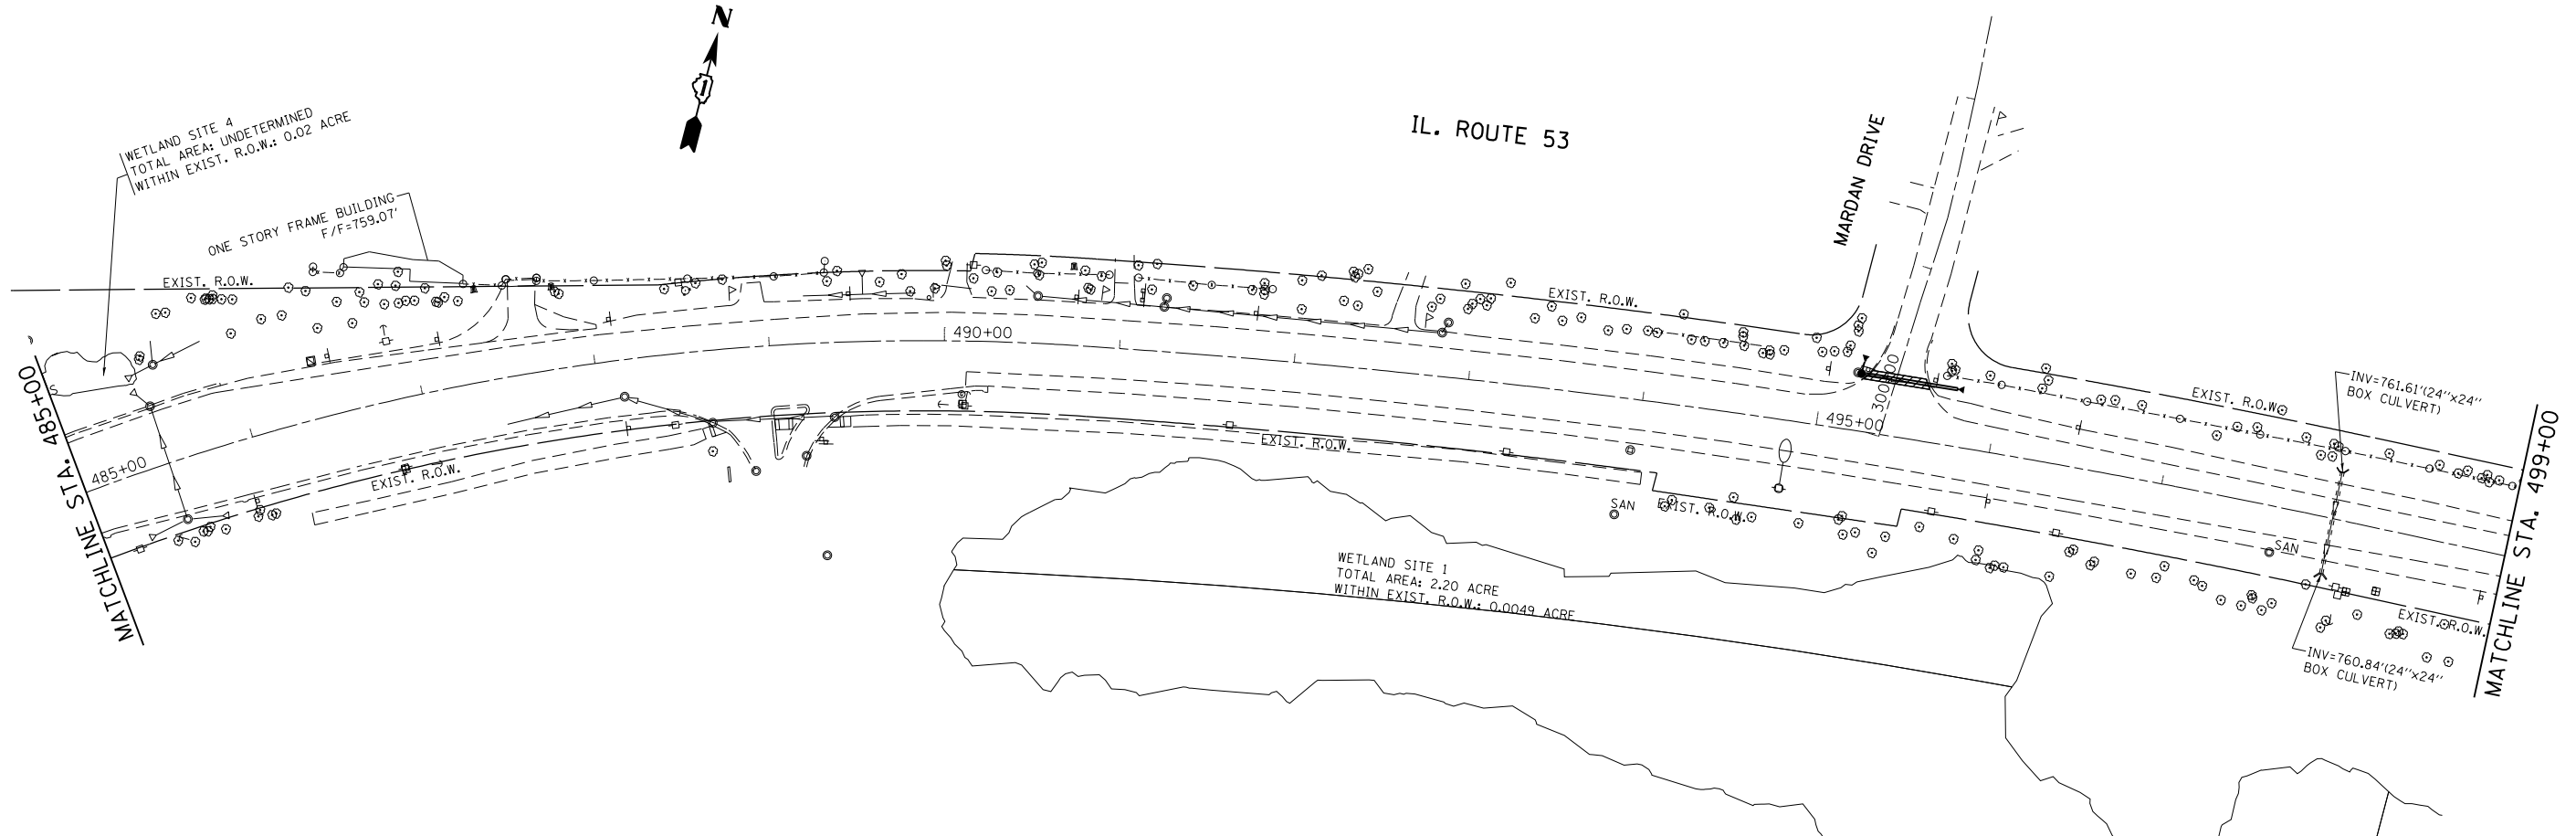 N
1
WETLAND SITE 4
TOTAL AREA: UNDETERMINED
WITHIN EXIST. R.O.W.: 0.02 ACRE
IL. ROUTE 53
MARDAN DRIVE
ONE STORY FRAME BUILDING
F/F=759.07'
EXIST. R.O.W.
EXIST. R.O.W.
490+00
MATCHLINE STA. 485+00
485+00
EXIST. R.O.W.
EXIST. R.O.W.
495+00
EXIST. R.O.W.
INV=761.61'(24''x24''
BOX CULVERT)
MATCHLINE STA. 499+00
SAN
EXIST. R.O.W.
SAN
WETLAND SITE 1
TOTAL AREA: 2.20 ACRE
WITHIN EXIST. R.O.W.: 0.0049 ACRE
EXIST. R.O.W.
INV=760.84'(24''x24''
BOX CULVERT)